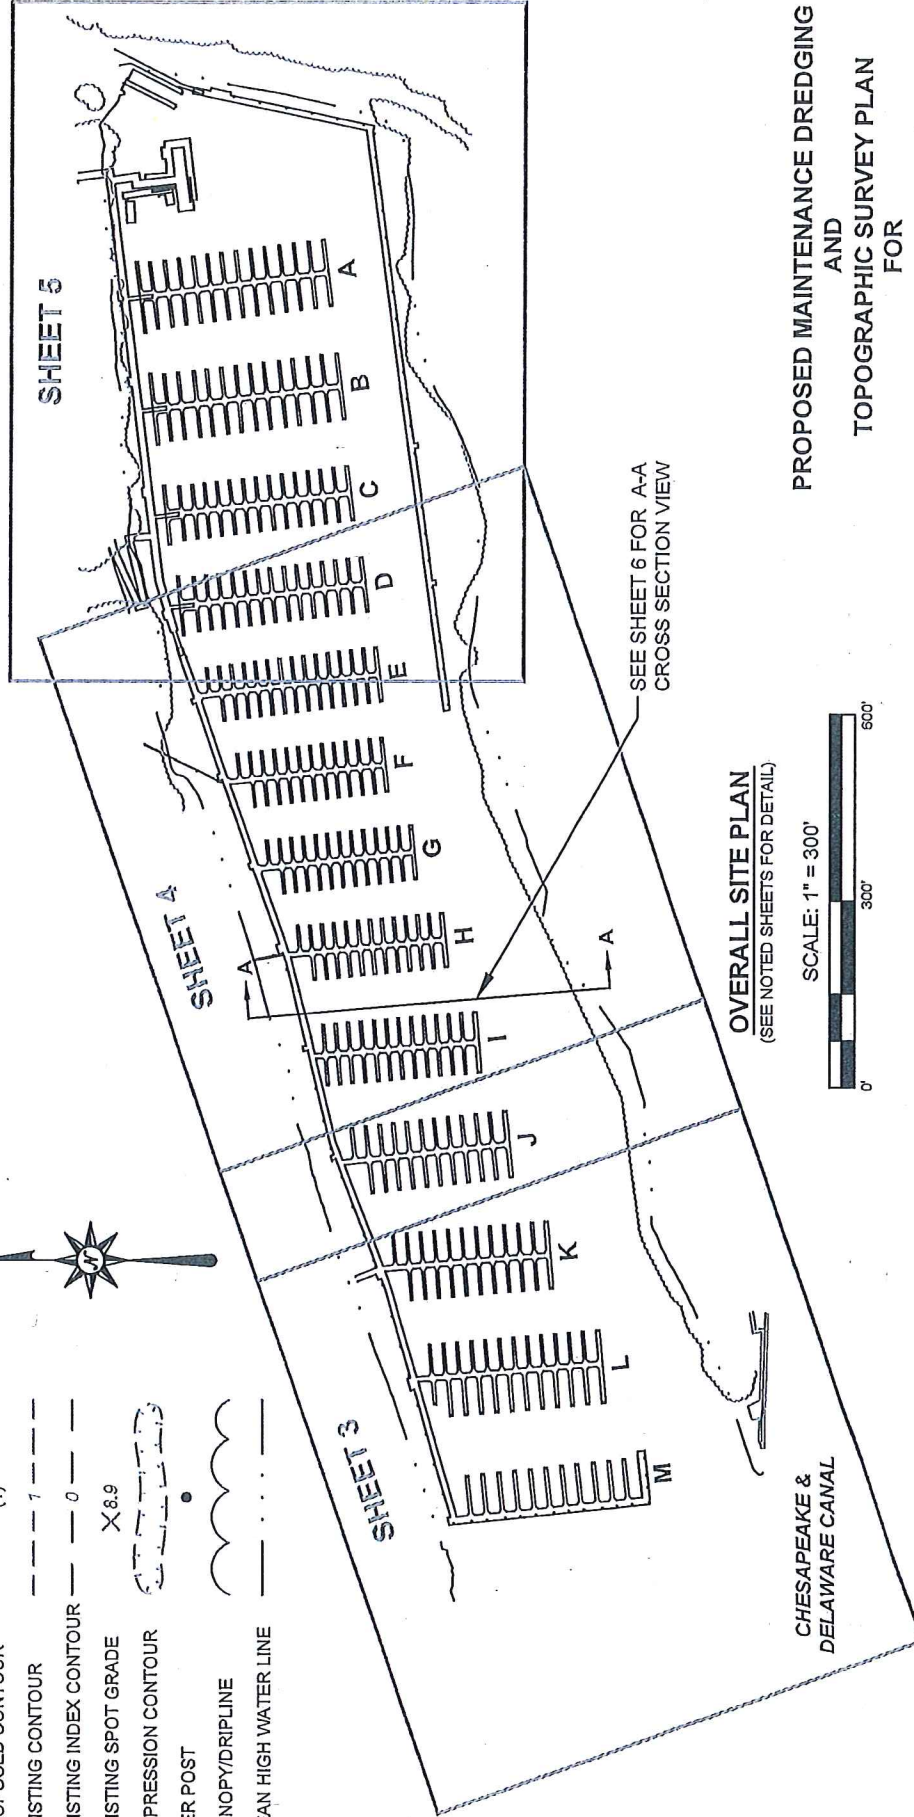 ISTING CONTOUR
1
ISTING INDEX CONTOUR
0
ISTING SPOT GRADE
X8.9
PRESSION CONTOUR
ER POST
NOPY/DRIPLINE
AN HIGH WATER LINE
N
SHEET 3
SHEET 4
SHEET 5
A
B
C
D
E
F
G
H
I
J
K
L
M
A
A
SEE SHEET 6 FOR A-A
CROSS SECTION VIEW
CHESAPEAKE &
DELAWARE CANAL
OVERALL SITE PLAN
(SEE NOTED SHEETS FOR DETAIL)
SCALE: 1" = 300'
0'
300'
600'
PROPOSED MAINTENANCE DREDGING
AND
TOPOGRAPHIC SURVEY PLAN
FOR